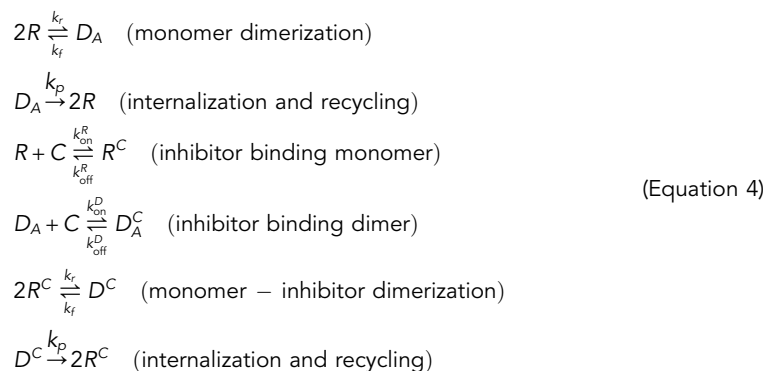 2R k_r ⇌ k_f D_A (monomer dimerization)
D_A k_p → 2R (internalization and recycling)
R + C k_on^R ⇌ k_off^R R^C (inhibitor binding monomer)
(Equation 4)
D_A + C k_on^D ⇌ k_off^D D_A^C (inhibitor binding dimer)
2R^C k_r ⇌ k_f D^C (monomer − inhibitor dimerization)
D^C k_p → 2R^C (internalization and recycling)